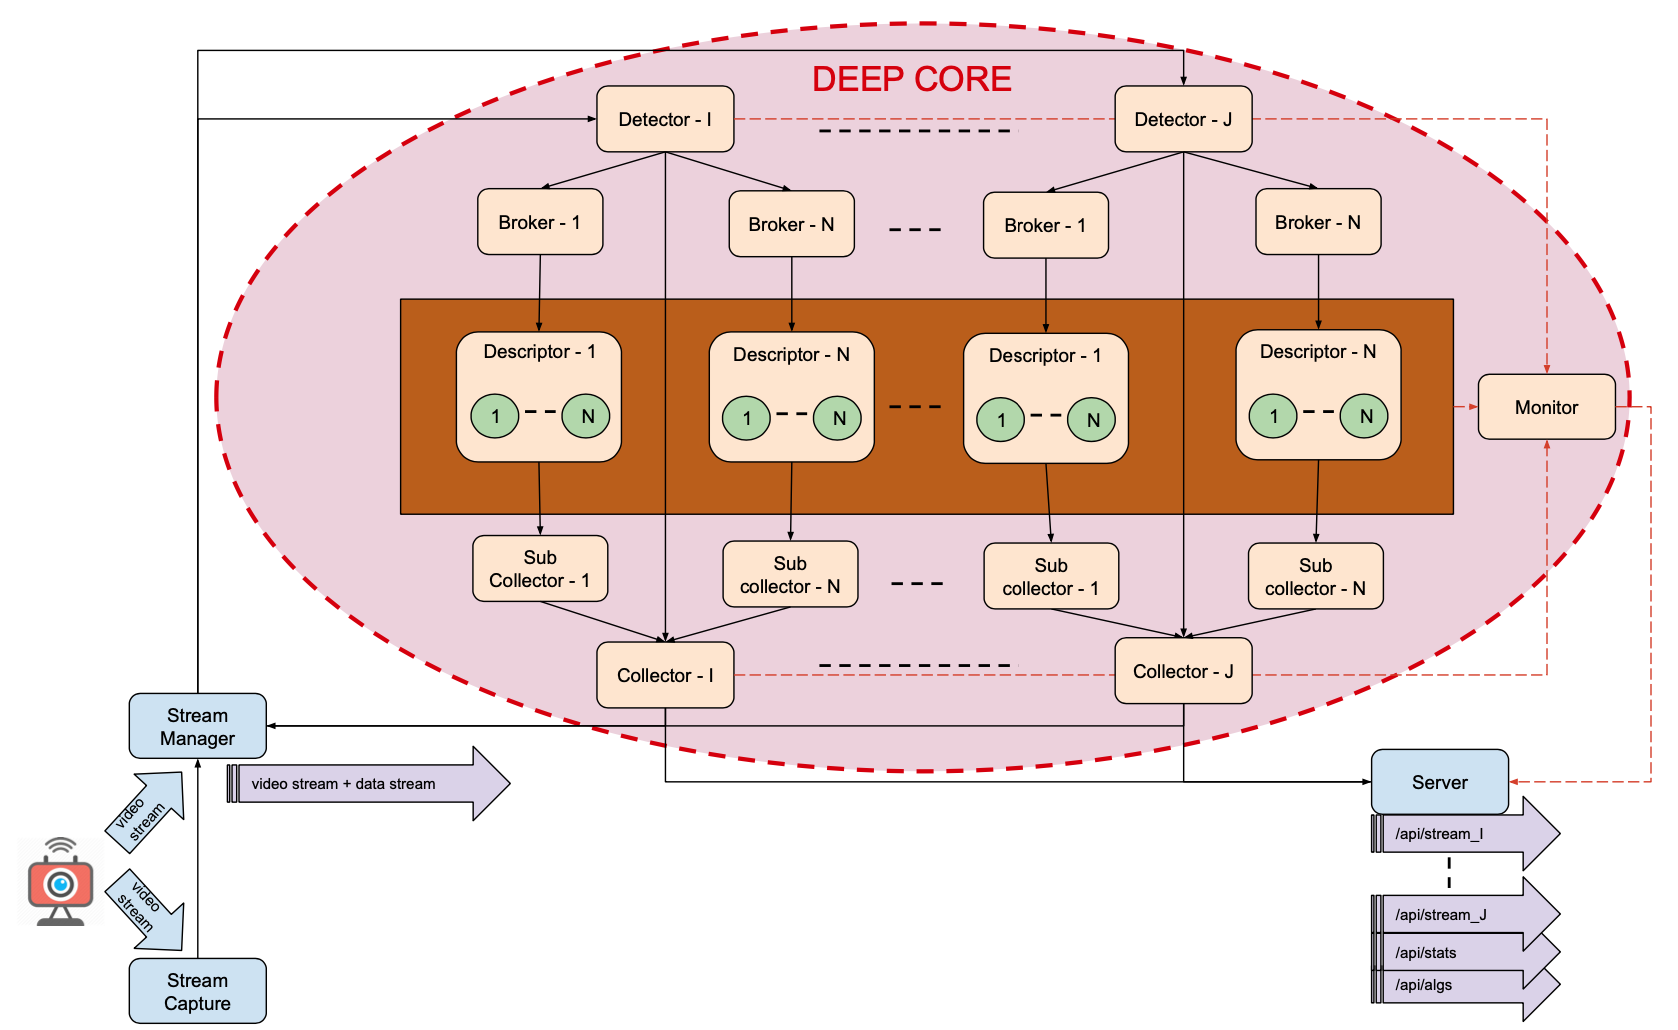 DEEP CORE
Detector - I
Detector - J
Broker - 1
Broker - N
Broker - 1
Broker - N
Descriptor - 1
1
N
Descriptor - N
1
N
Descriptor - 1
1
N
Descriptor - N
1
N
Monitor
Sub
Collector - 1
Sub
collector - N
Sub
collector - 1
Sub
collector - N
Collector - I
Collector - J
Stream
Manager
video stream + data stream
video
stream
video
stream
Stream
Capture
Server
/api/stream_I
/api/stream_J
/api/stats
/api/algs